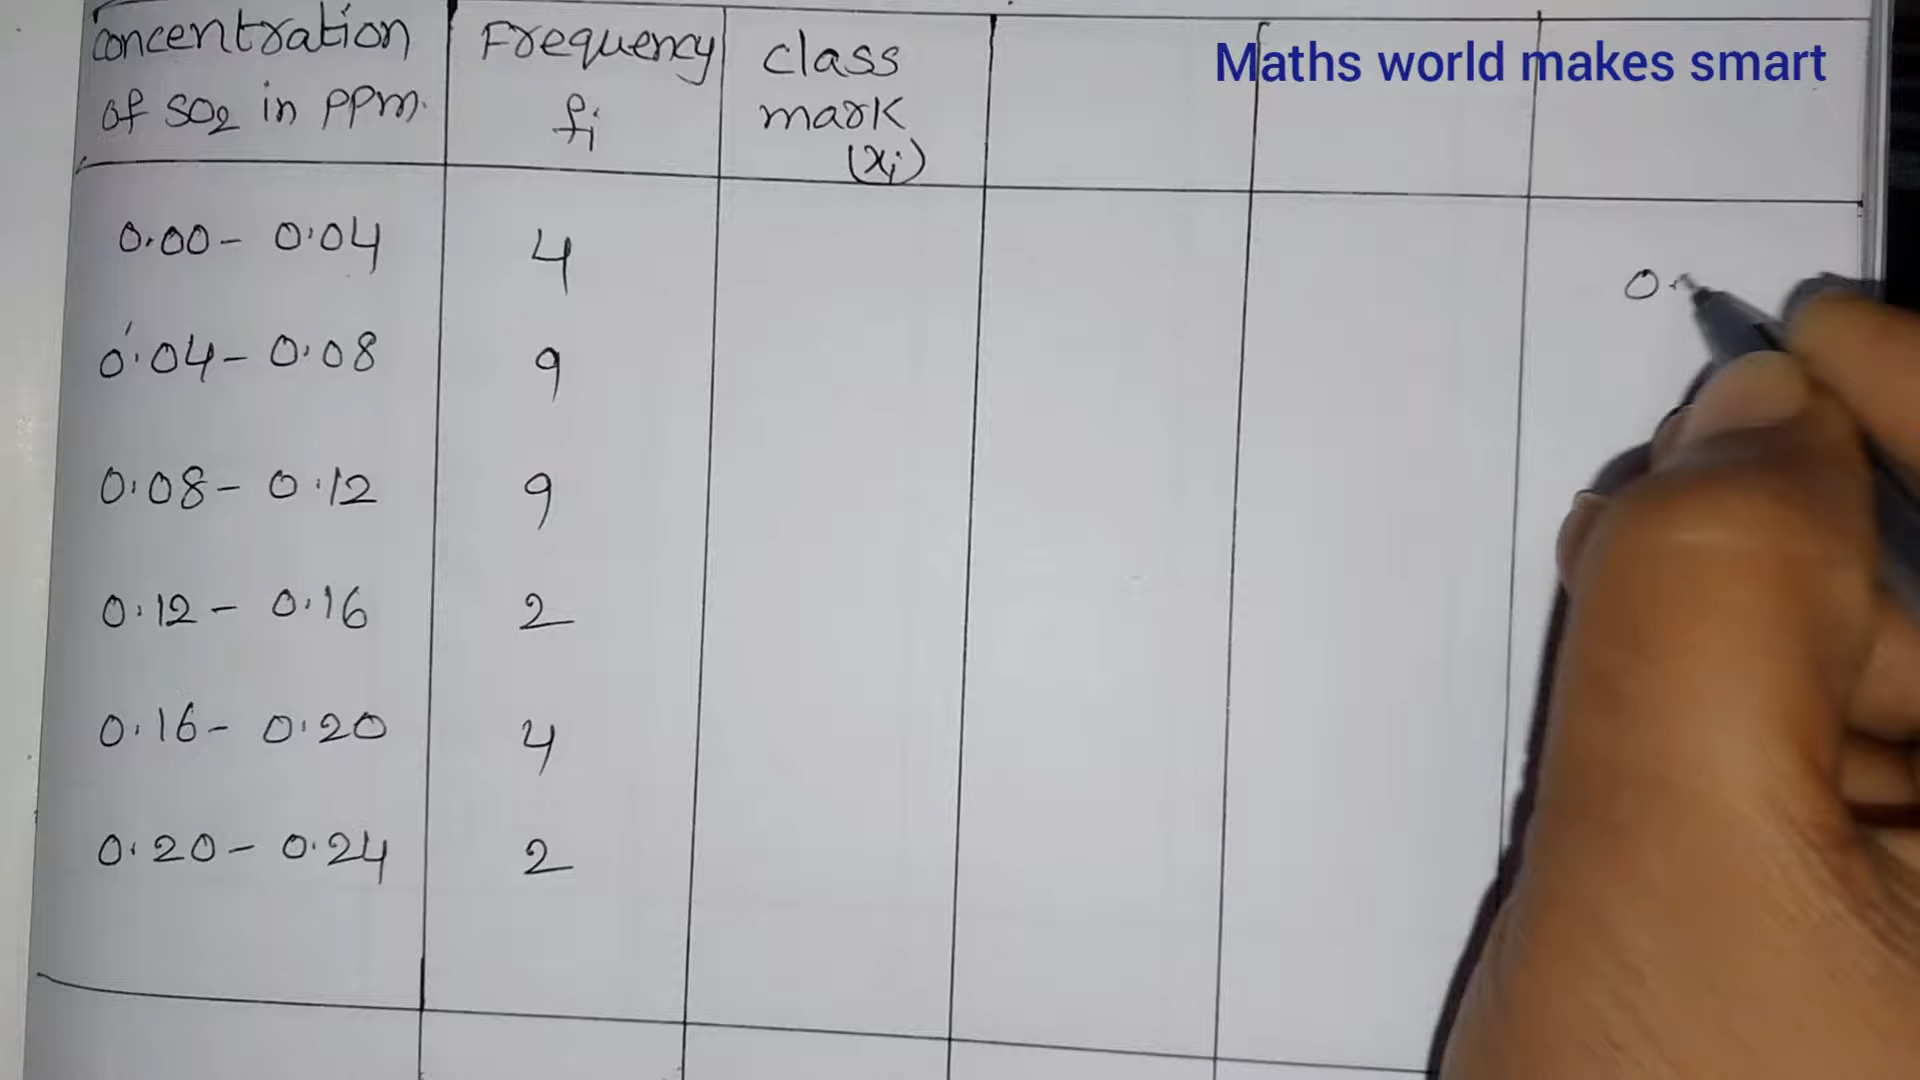 concentration
of SO2 in PPM.
Frequency
fi
class
mark
(xi)
Maths world makes smart
0.00 - 0.04 4
0.04 - 0.08 9
0.08 - 0.12 9
0.12 - 0.16 2
0.16 - 0.20 4
0.20 - 0.24 2
0.